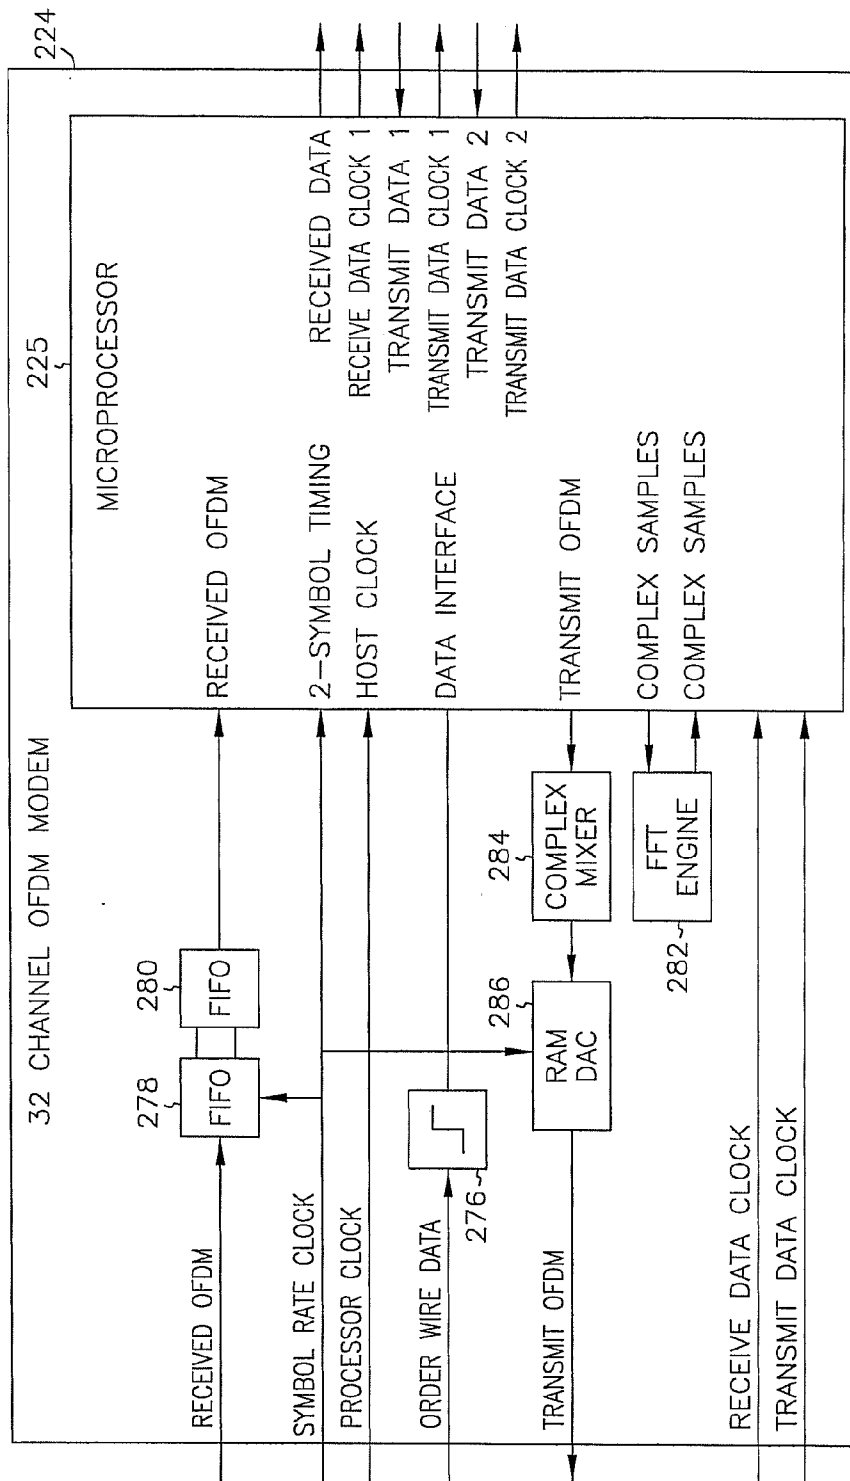 224
32 CHANNEL OFDM MODEM
225
MICROPROCESSOR
RECEIVED OFDM
278
FIFO
280
FIFO
RECEIVED OFDM
RECEIVED DATA
SYMBOL RATE CLOCK
2-SYMBOL TIMING
RECEIVE DATA CLOCK 1
PROCESSOR CLOCK
HOST CLOCK
TRANSMIT DATA 1
ORDER WIRE DATA
276
DATA INTERFACE
TRANSMIT DATA CLOCK 1
TRANSMIT DATA 2
TRANSMIT DATA CLOCK 2
TRANSMIT OFDM
286
RAM
DAC
284
COMPLEX
MIXER
TRANSMIT OFDM
282
FFT
ENGINE
COMPLEX SAMPLES
COMPLEX SAMPLES
RECEIVE DATA CLOCK
TRANSMIT DATA CLOCK